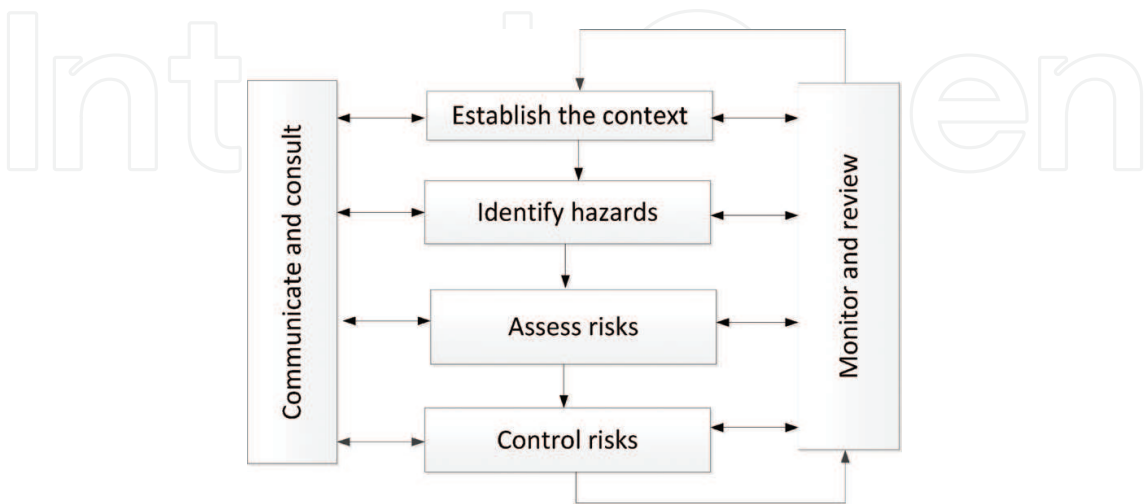 Establish the context
Identify hazards
Assess risks
Control risks
Communicate and consult
Monitor and review